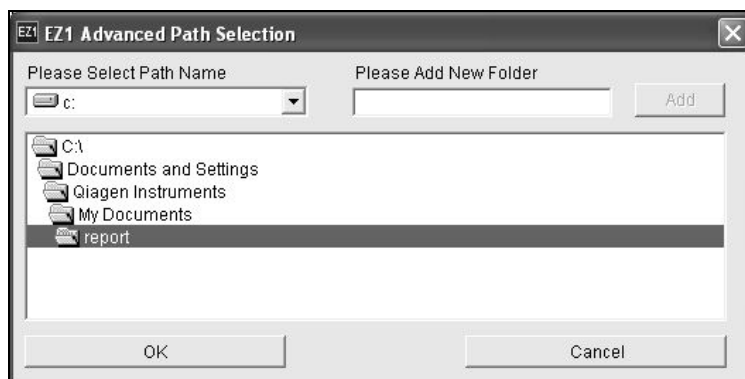 EZ1 EZ1 Advanced Path Selection
Please Select Path Name Please Add New Folder
c: Add
C:\
Documents and Settings
Qiagen Instruments
My Documents
report
OK Cancel